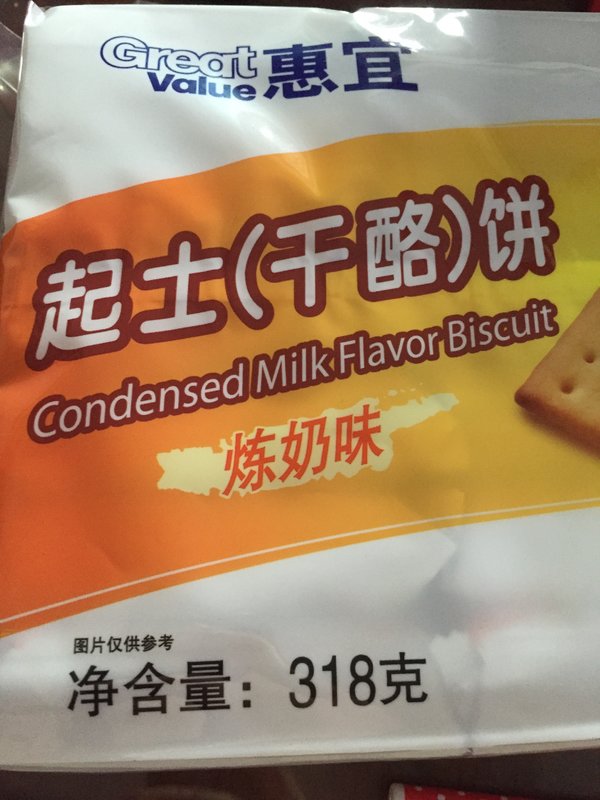 Great Value 惠宜
起士(干酪)饼
Condensed Milk Flavor Biscuit
炼奶味
图片仅供参考
净含量：318克